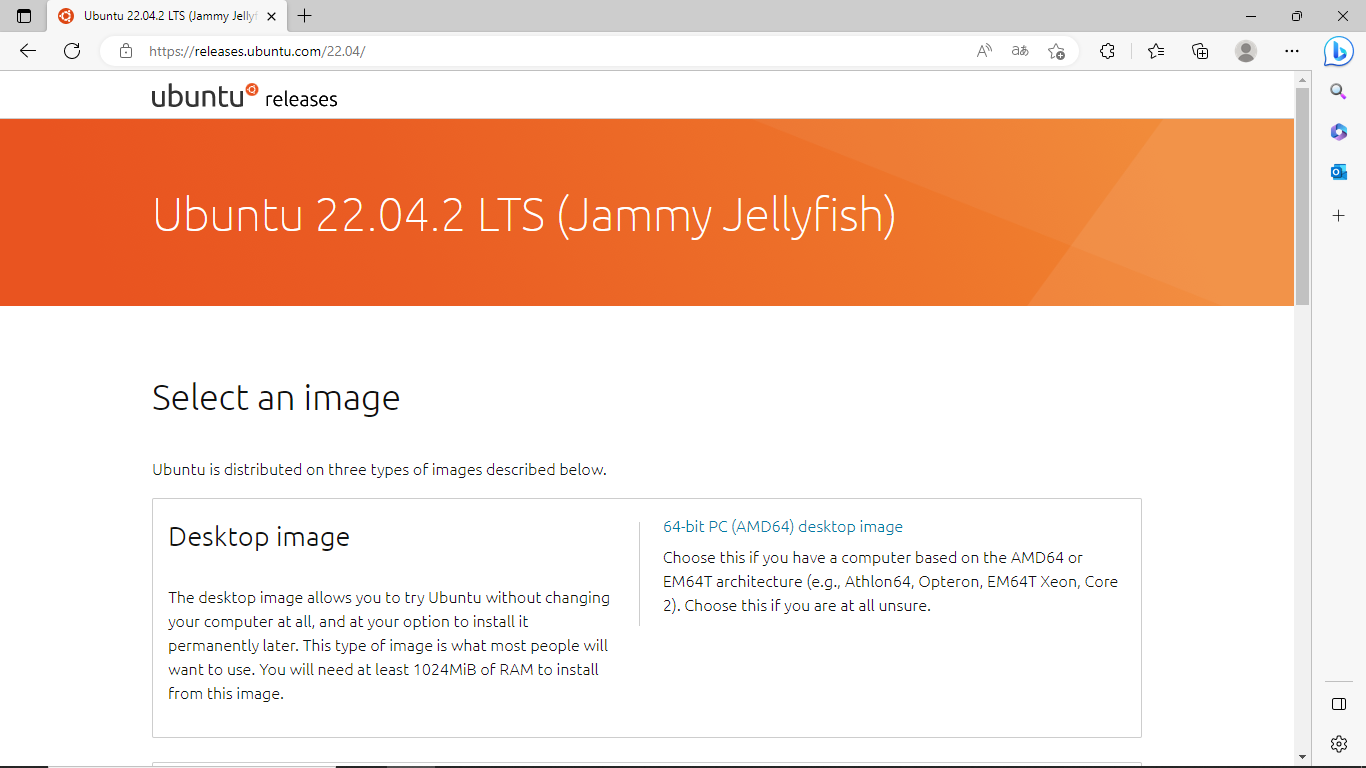 Ubuntu 22.04.2 LTS (Jammy Jellyf
https://releases.ubuntu.com/22.04/
ubuntu releases
Ubuntu 22.04.2 LTS (Jammy Jellyfish)
Select an image
Ubuntu is distributed on three types of images described below.
Desktop image
The desktop image allows you to try Ubuntu without changing
your computer at all, and at your option to install it
permanently later. This type of image is what most people will
want to use. You will need at least 1024MiB of RAM to install
from this image.
64-bit PC (AMD64) desktop image
Choose this if you have a computer based on the AMD64 or
EM64T architecture (e.g., Athlon64, Opteron, EM64T Xeon, Core
2). Choose this if you are at all unsure.